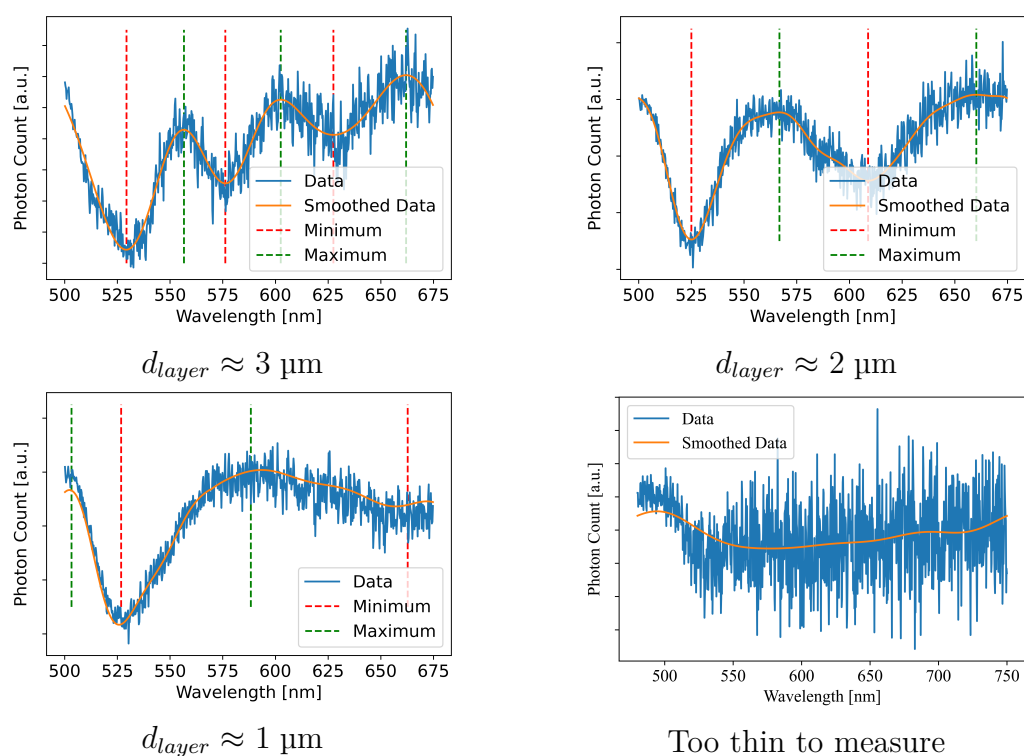 Photon Count [a.u.]
Data
Smoothed Data
Minimum
Maximum
500 525 550 575 600 625 650 675
Wavelength [nm]
d_layer ≈ 3 µm
Photon Count [a.u.]
Data
Smoothed Data
Minimum
Maximum
500 525 550 575 600 625 650 675
Wavelength [nm]
d_layer ≈ 2 µm
Photon Count [a.u.]
Data
Minimum
Maximum
500 525 550 575 600 625 650 675
Wavelength [nm]
d_layer ≈ 1 µm
Photon Count [a.u.]
Data
Smoothed Data
500 550 600 650 700 750
Wavelength [nm]
Too thin to measure